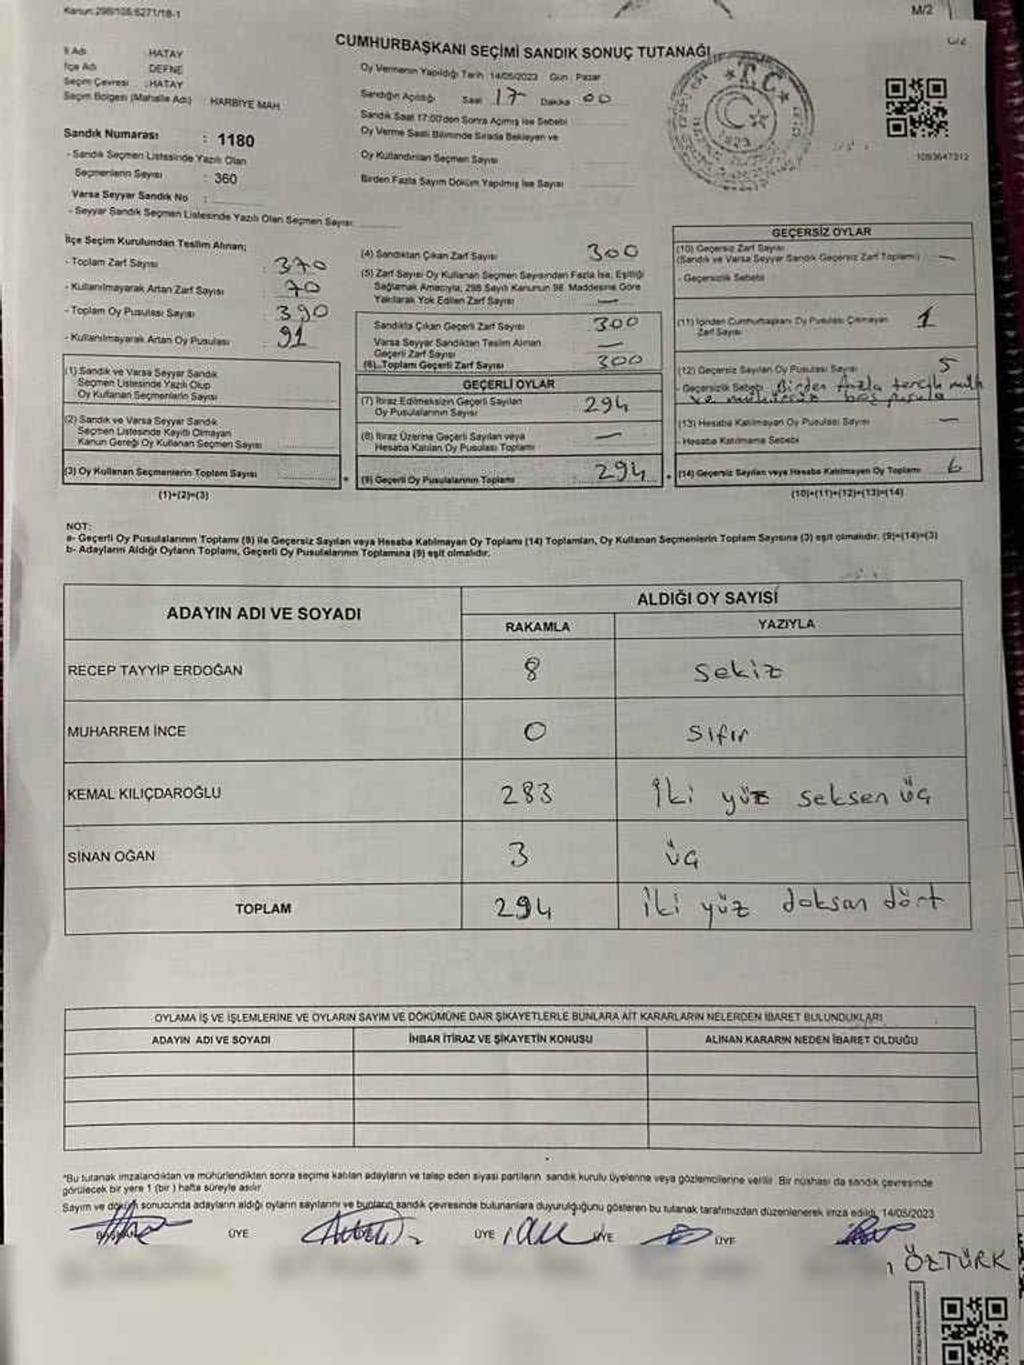 Kanun: 298/105.6271/18-1
M/2
CUMHURBAŞKANI SEÇİMİ SANDIK SONUÇ TUTANAĞI
İl Adı : HATAY
İlçe Adı : DEFNE
Seçim Çevresi : HATAY
Seçim Bölgesi (Mahalle Adı) : HARBİYE MAH
Sandık Numarası : 1180
- Sandık Seçmen Listesinde Yazılı Olan
Seçmenlerin Sayısı : 360
Varsa Seyyar Sandık No :
- Seyyar Sandık Seçmen Listesinde Yazılı Olan Seçmen Sayısı:
Oy Vermenin Yapıldığı Tarih : 14/05/2023 Gün : Pazar
Sandığın Açıldığı Saat 17 Dakika 00
Sandık Saat 17:00'den Sonra Açılmış İse Sebebi
Oy Verme Saati Bitiminde Sırada Bekleyen ve
Oy Kullandırılan Seçmen Sayısı
Birden Fazla Sayım Döküm Yapılmış İse Sayısı
T.C.
1923
1093647312
İlçe Seçim Kurulundan Teslim Alınan;
- Toplam Zarf Sayısı : 370
- Kullanılmayarak Artan Zarf Sayısı : 70
- Toplam Oy Pusulası Sayısı : 390
- Kullanılmayarak Artan Oy Pusulası : 91
(1) Sandık ve Varsa Seyyar Sandık
Seçmen Listesinde Yazılı Olup
Oy Kullanan Seçmenlerin Sayısı
(2) Sandık ve Varsa Seyyar Sandık
Seçmen Listesinde Kayıtlı Olmayan
Kanun Gereği Oy Kullanan Seçmen Sayısı
(3) Oy Kullanan Seçmenlerin Toplam Sayısı
(1)+(2)=(3)
(4) Sandıktan Çıkan Zarf Sayısı 300
(5) Zarf Sayısı Oy Kullanan Seçmen Sayısından Fazla İse, Eşitliği
Sağlamak Amacıyla, 298 Sayılı Kanunun 98. Maddesine Göre
Yakılarak Yok Edilen Zarf Sayısı —
Sandıkta Çıkan Geçerli Zarf Sayısı 300
Varsa Seyyar Sandıkten Teslim Alınan
Geçerli Zarf Sayısı —
(6) Toplam Geçerli Zarf Sayısı 300
GEÇERLİ OYLAR
(7) İtiraz Edilmeksizin Geçerli Sayılan
Oy Pusulalarının Sayısı 294
(8) İtiraz Üzerine Geçerli Sayılan veya
Hesaba Katılan Oy Pusulası Toplamı —
(9) Geçerli Oy Pusulalarının Toplamı : 294
GEÇERSİZ OYLAR
(10) Geçersiz Zarf Sayısı
(Sandık ve Varsa Seyyar Sandık Geçersiz Zarf Toplamı) —
- Geçersizlik Sebebi
(11) İçinden Cumhurbaşkanı Oy Pusulası Çıkmayan
Zarf Sayısı 1
(12) Geçersiz Sayılan Oy Pusulası Sayısı 5
- Geçersizlik Sebebi Birden fazla tercih müh
ve mühürsüz boş pusula
(13) Hesaba Katılmayan Oy Pusulası Sayısı —
- Hesaba Katılmama Sebebi
(14) Geçersiz Sayılan veya Hesaba Katılmayan Oy Toplamı 6
(10)+(11)+(12)+(13)=(14)
NOT:
a- Geçerli Oy Pusulalarının Toplamı (9) ile Geçersiz Sayılan veya Hesaba Katılmayan Oy Toplamı (14) Toplamları, Oy Kullanan Seçmenlerin Toplam Sayısına (3) eşit olmalıdır. (9)+(14)=(3)
b- Adayların Aldığı Oyların Toplamı, Geçerli Oy Pusulalarının Toplamına (9) eşit olmalıdır.
ADAYIN ADI VE SOYADI
ALDIĞI OY SAYISI
RAKAMLA YAZIYLA
RECEP TAYYİP ERDOĞAN 8 sekiz
MUHARREM İNCE 0 sıfır
KEMAL KILIÇDAROĞLU 283 iki yüz seksen üç
SİNAN OĞAN 3 üç
TOPLAM 294 iki yüz doksan dört
OYLAMA İŞ VE İŞLEMLERİNE VE OYLARIN SAYIM VE DÖKÜMÜNE DAİR ŞİKAYETLERLE BUNLARA AİT KARARLARIN NELERDEN İBARET BULUNDUKLARI
ADAYIN ADI VE SOYADI İHBAR İTİRAZ VE ŞİKAYETİN KONUSU ALINAN KARARIN NEDEN İBARET OLDUĞU
*Bu tutanak imzalandıktan ve mühürlendikten sonra seçime katılan adayların ve talep eden siyasi partilerin sandık kurulu üyelerine veya gözlemcilerine verilir. Bir nüshası da sandık çevresinde
görülecek bir yere 1 (bir) hafta süreyle asılır.
Sayım ve döküm sonucunda adayların aldığı oyların sayılarını ve bunların sandık çevresinde bulunanlara duyurulduğunu gösteren bu tutanak tarafımızdan düzenlenerek imza edildi. 14/05/2023
BAŞKAN ÜYE ÜYE ÜYE ÜYE
ÖZTÜRK